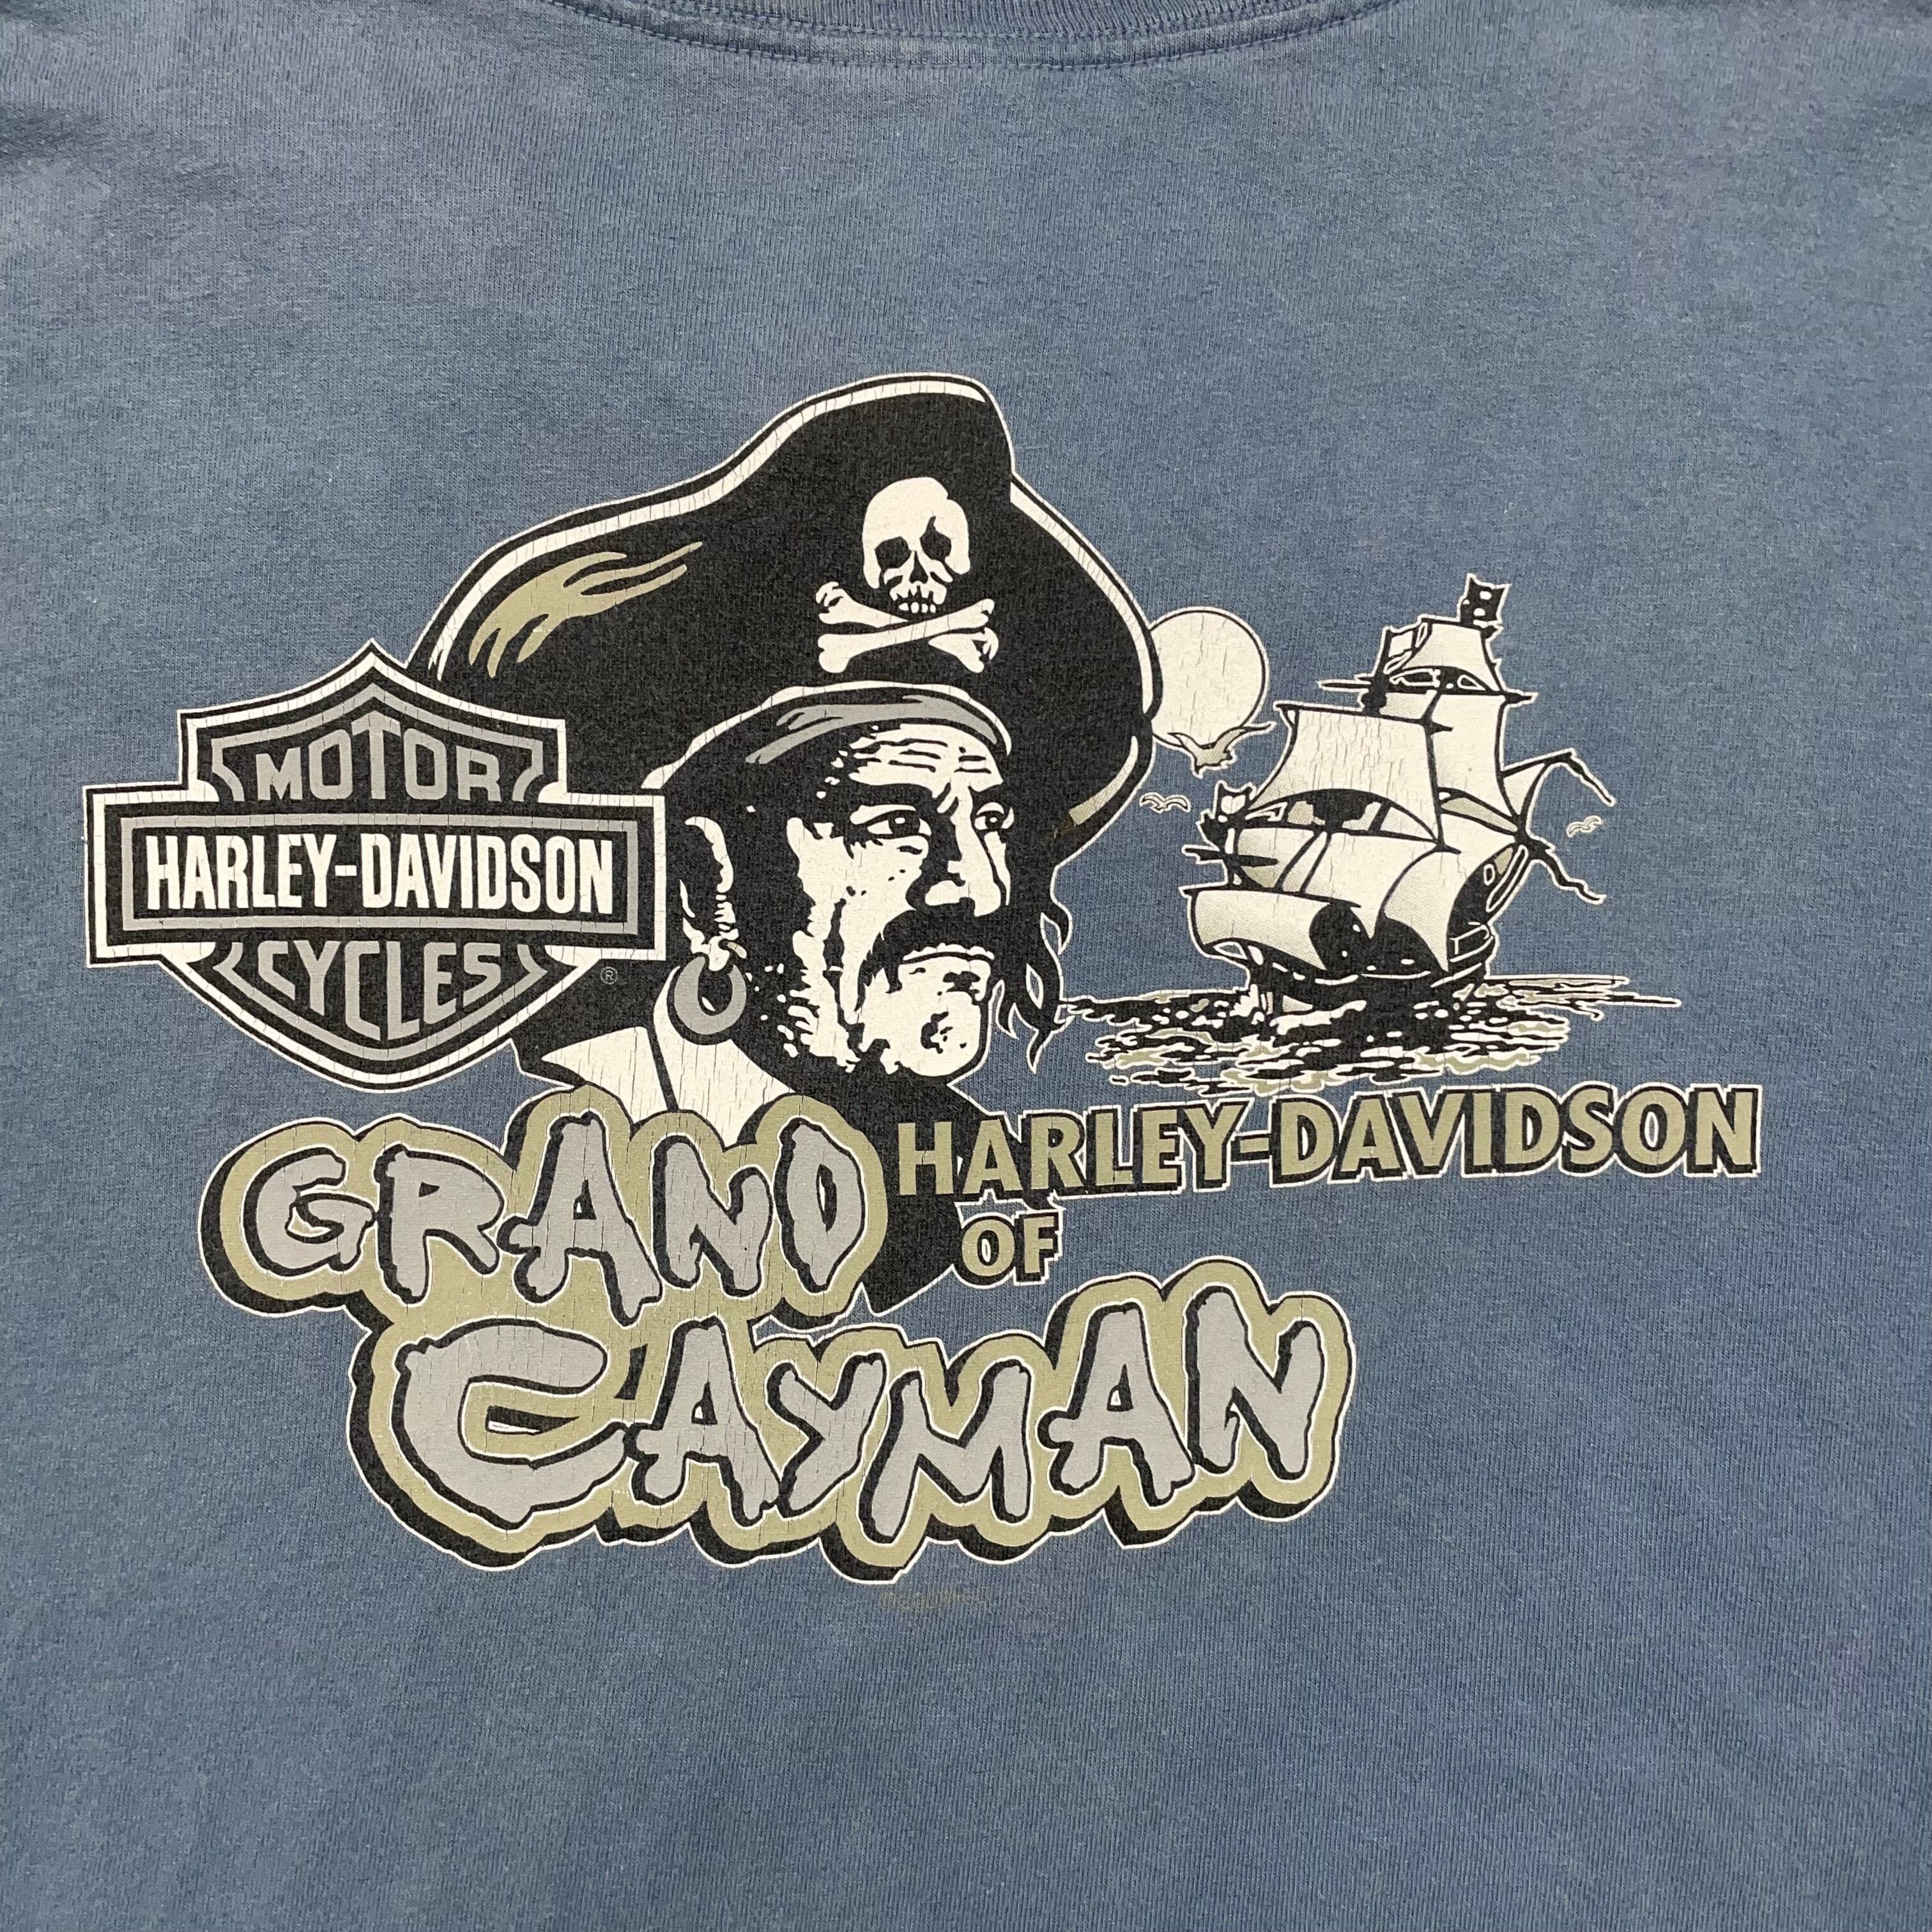 MOTOR
HARLEY-DAVIDSON
CYCLES
®
HARLEY-DAVIDSON
OF
GRAND
CAYMAN